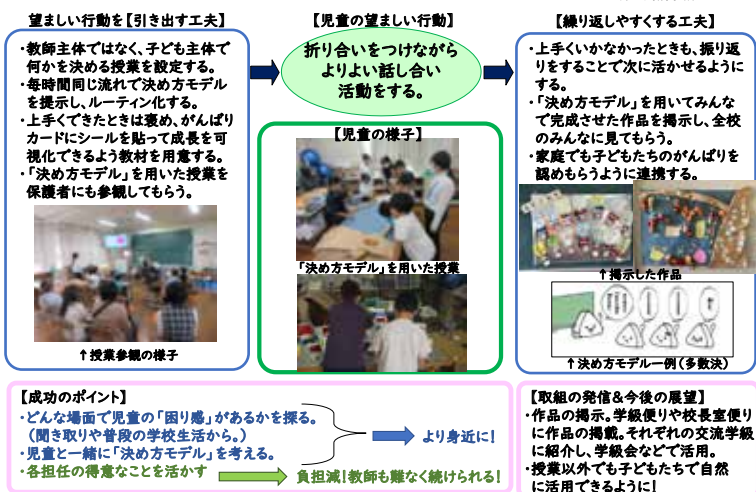 望ましい行動を【引き出す工夫】
・教師主体ではなく、子ども主体で
何かを決める授業を設定する。
・毎時間同じ流れで決め方モデル
を提示し、ルーティン化する。
・上手くできたときは褒め、がんばり
カードにシールを貼って成長を可
視化できるよう教材を用意する。
・「決め方モデル」を用いた授業を
保護者にも参観してもらう。
↑授業参観の様子
【児童の望ましい行動】
折り合いをつけながら
よりよい話し合い
活動をする。
【児童の様子】
「決め方モデル」を用いた授業
【繰り返しやすくする工夫】
・上手くいかなかったときも、振り返
りをすることで次に活かせるように
する。
・「決め方モデル」を用いてみんな
で完成させた作品を掲示し、全校
のみんなに見てもらう。
・家庭でも子どもたちのがんばりを
認めもらうように連携する。
↑掲示した作品
↑決め方モデル一例（多数決）
【成功のポイント】
・どんな場面で児童の「困り感」があるかを探る。
（聞き取りや普段の学校生活から。）
・児童と一緒に「決め方モデル」を考える。
より身近に！
・各担任の得意なことを活かす
負担減！教師も難なく続けられる！
【取組の発信＆今後の展望】
・作品の掲示。学級便りや校長室便り
に作品の掲載。それぞれの交流学級
に紹介し、学級会などで活用。
・授業以外でも子どもたちで自然
に活用できるように！